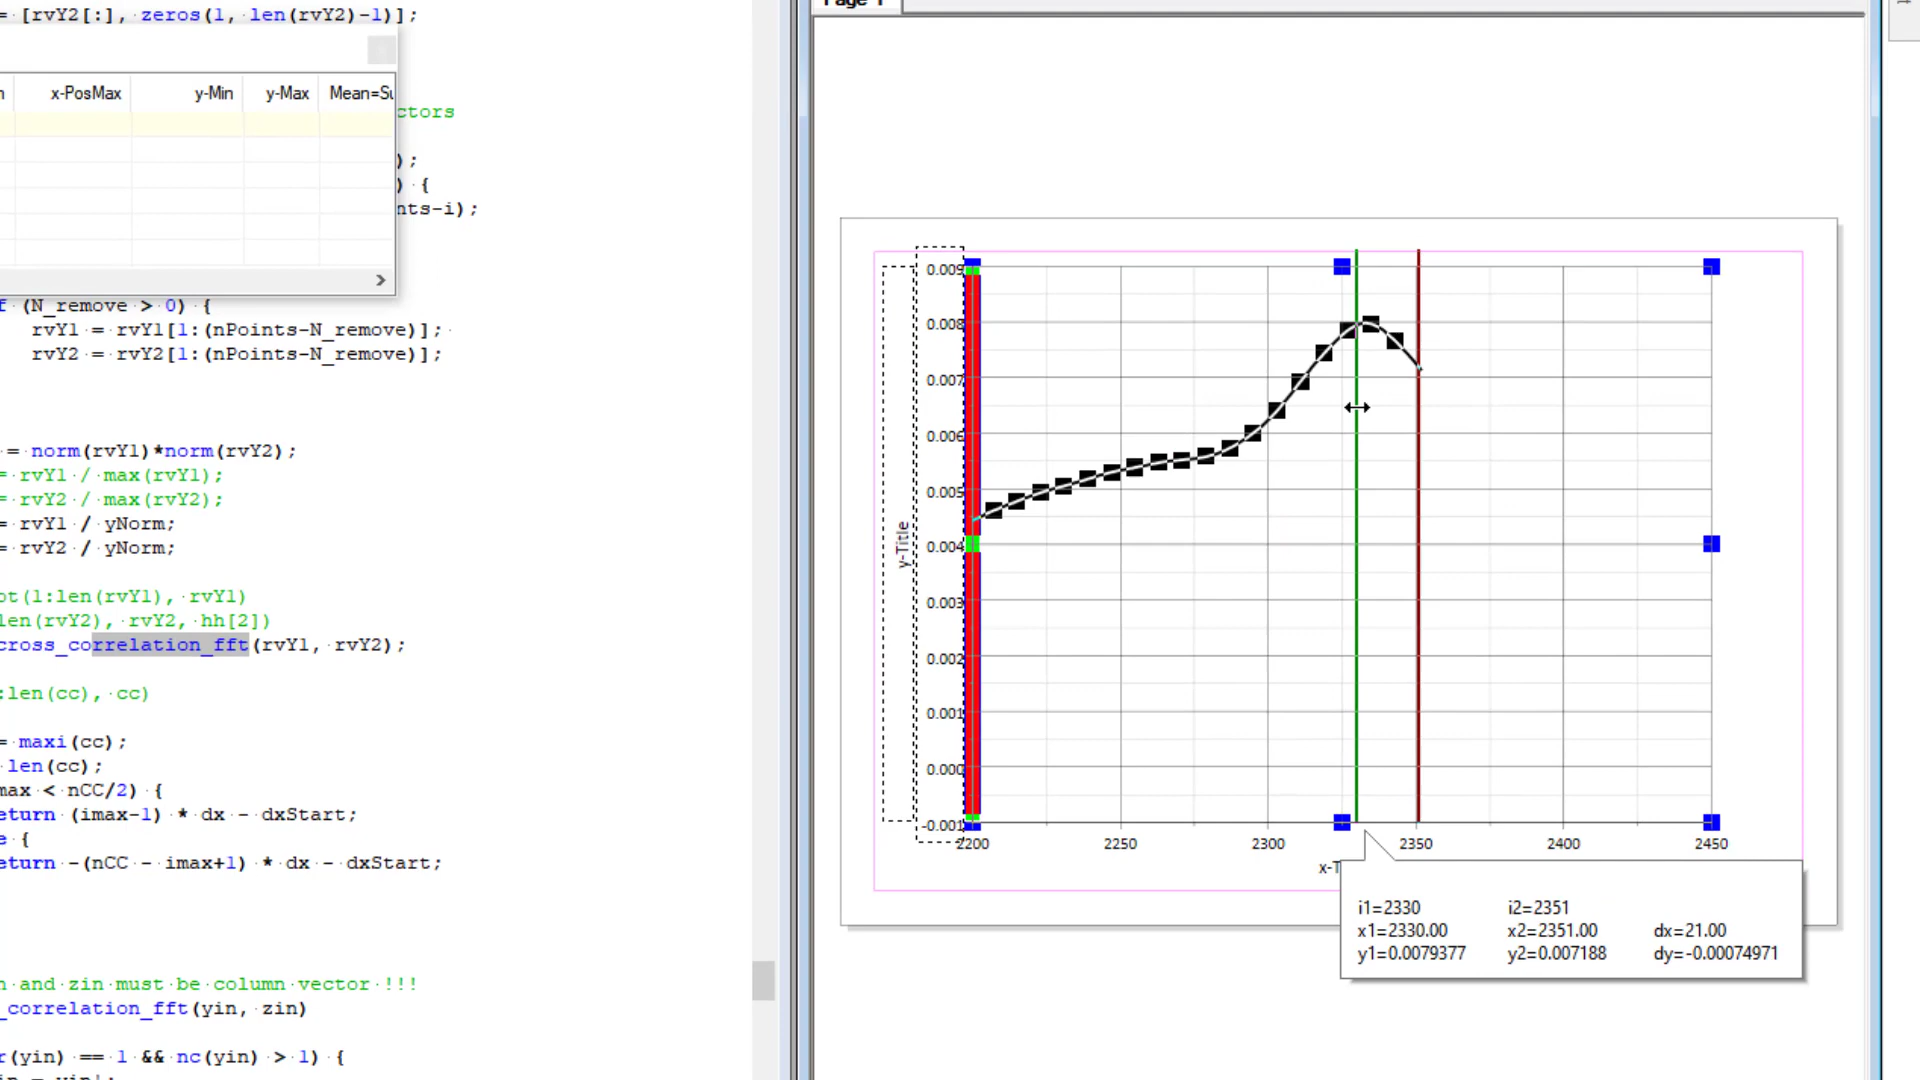 = [rvY2[:], zeros(1, len(rvY2)-1)];
x-PosMax y-Min y-Max Mean=Su
ctors
);
) {
nts-i);
f (N_remove > 0) {
rvY1 = rvY1[1:(nPoints-N_remove)];
rvY2 = rvY2[1:(nPoints-N_remove)];
= norm(rvY1)*norm(rvY2);
= rvY1 / max(rvY1);
= rvY2 / max(rvY2);
= rvY1 / yNorm;
= rvY2 / yNorm;
ot(1:len(rvY1), rvY1)
len(rvY2), rvY2, hh[2])
cross_correlation_fft(rvY1, rvY2);
:len(cc), cc)
= maxi(cc);
len(cc);
max < nCC/2) {
eturn (imax-1) * dx - dxStart;
e {
eturn -(nCC - imax+1) * dx - dxStart;
n and zin must be column vector !!!
_correlation_fft(yin, zin)
r(yin) == 1 && nc(yin) > 1) {
Page 1
0.009
0.008
0.007
0.006
0.005
0.004
0.003
0.002
0.001
0.000
-0.001
y-Title
2200 2250 2300 2350 2400 2450
x-T
i1=2330 i2=2351
x1=2330.00 x2=2351.00 dx=21.00
y1=0.0079377 y2=0.007188 dy=-0.00074971